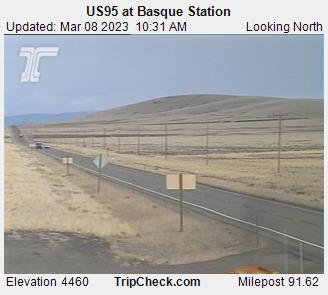 US95 at Basque Station
Updated: Mar 08 2023 10:31 AM Looking North
Elevation 4460 TripCheck.com Milepost 91.62